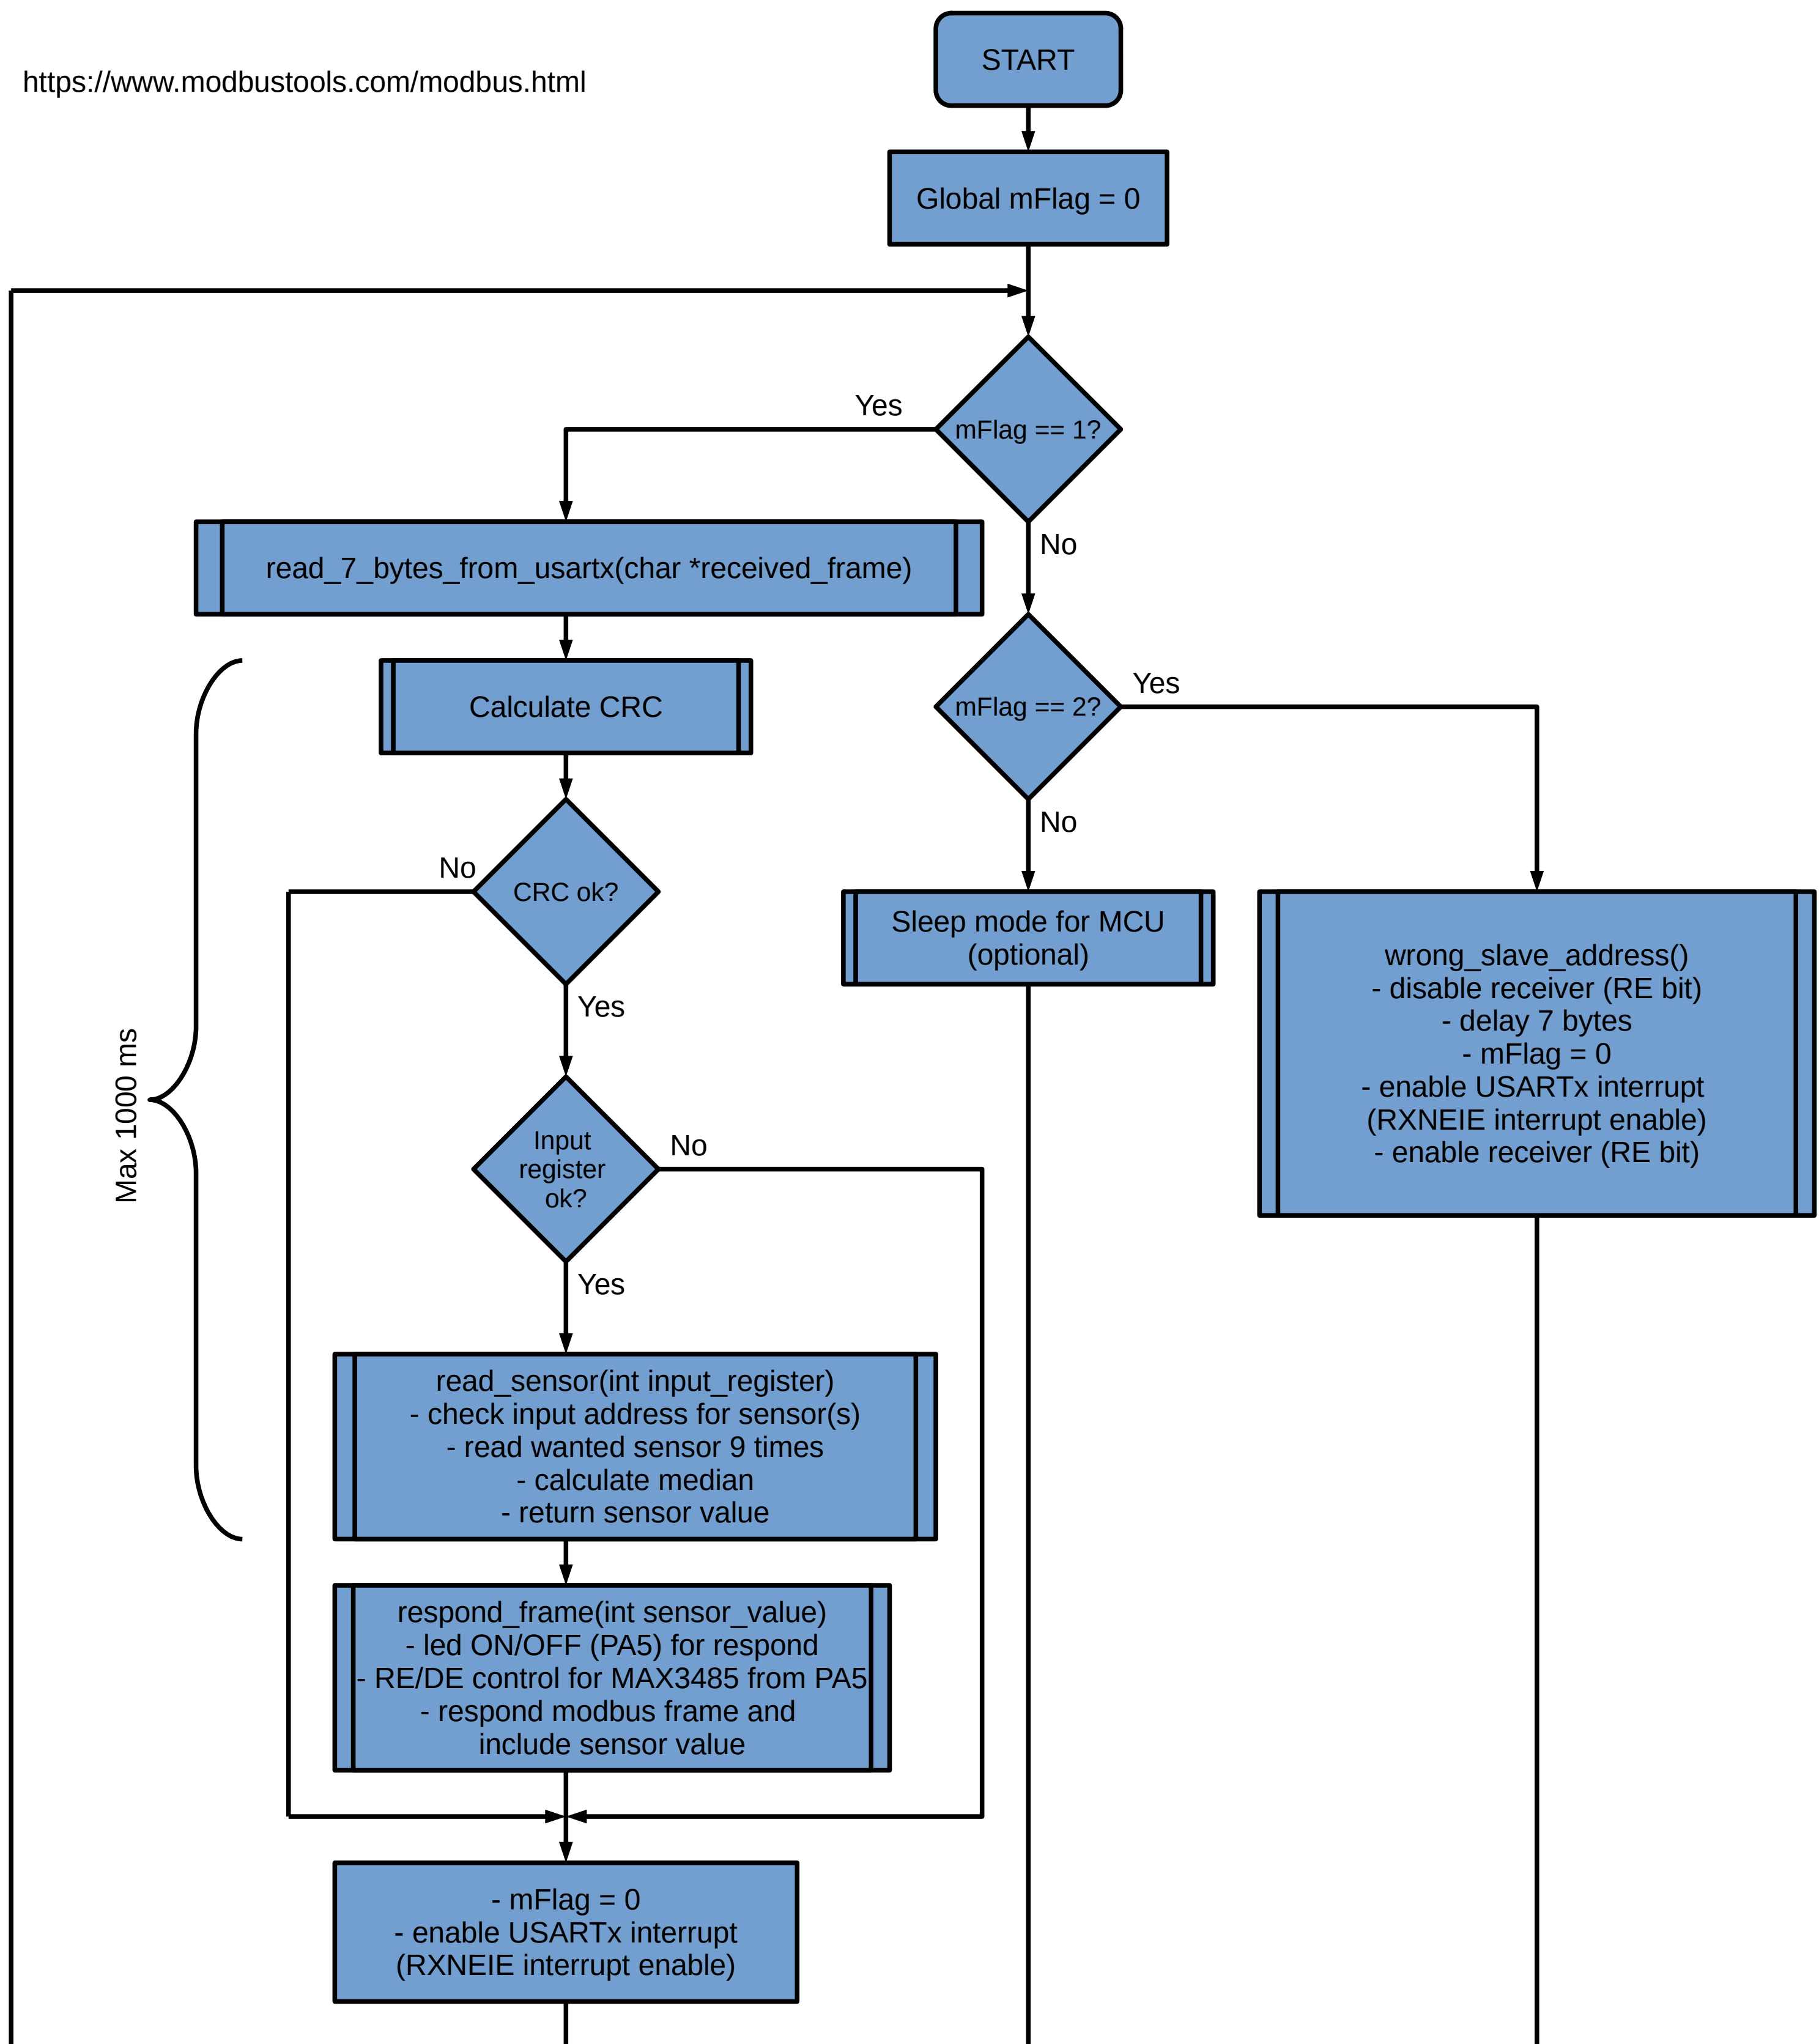 START
https://www.modbustools.com/modbus.html
Global mFlag = 0
Yes
mFlag == 1?
No
read_7_bytes_from_usartx(char *received_frame)
Yes
mFlag == 2?
No
Calculate CRC
No
CRC ok?
Yes
Sleep mode for MCU
(optional)
wrong_slave_address()
- disable receiver (RE bit)
- delay 7 bytes
- mFlag = 0
- enable USARTx interrupt
(RXNEIE interrupt enable)
- enable receiver (RE bit)
Max 1000 ms
Input
register
ok?
No
Yes
read_sensor(int input_register)
- check input address for sensor(s)
- read wanted sensor 9 times
- calculate median
- return sensor value
respond_frame(int sensor_value)
- led ON/OFF (PA5) for respond
- RE/DE control for MAX3485 from PA5
- respond modbus frame and
include sensor value
- mFlag = 0
- enable USARTx interrupt
(RXNEIE interrupt enable)